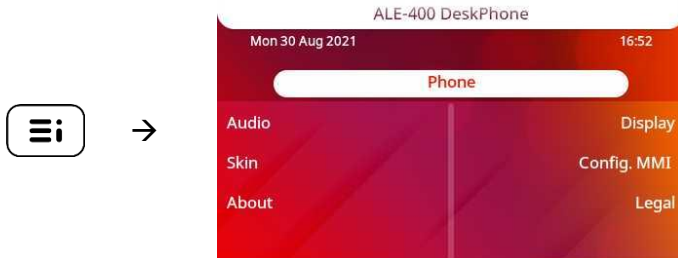 ALE-400 DeskPhone
Mon 30 Aug 2021 16:52
Phone
Audio Display
Skin Config. MMI
About Legal